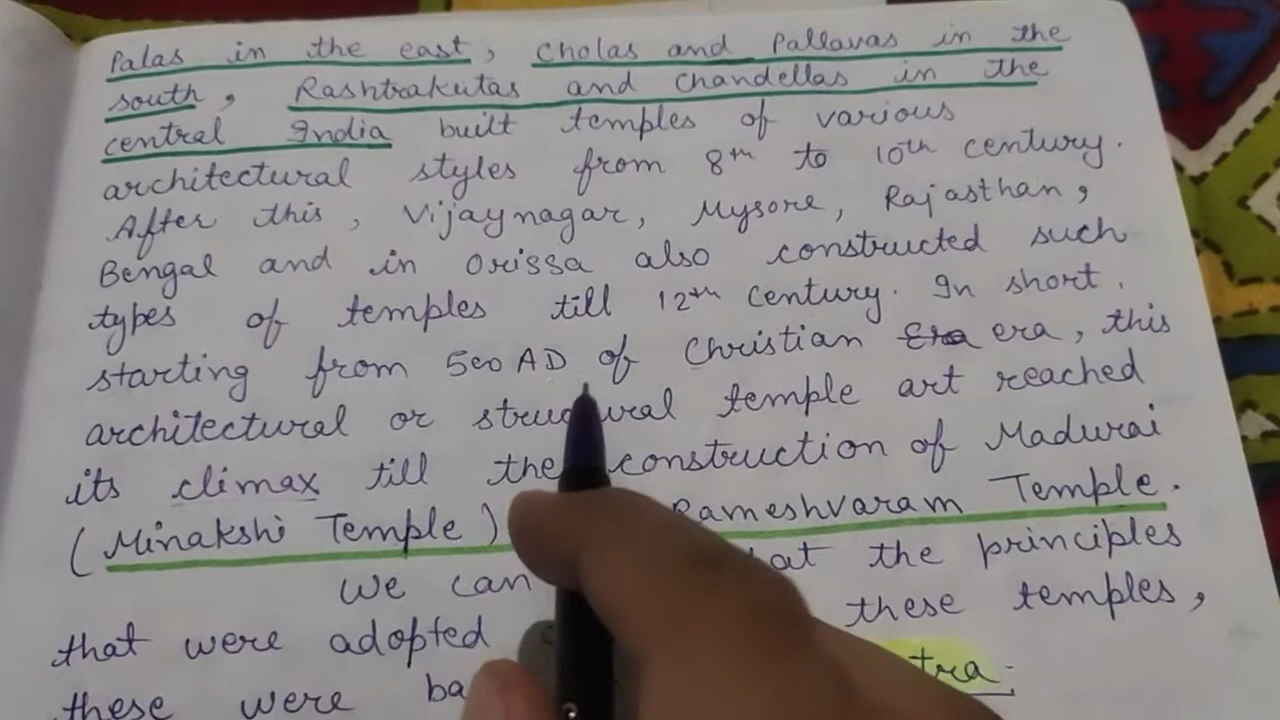 Palas in the east, Cholas and Pallavas in the
south, Rashtrakutas and Chandellas in the
central India built temples of various
architectural styles from 8th to 10th century.
After this, Vijaynagar, Mysore, Rajasthan,
Bengal and in Orissa also constructed such
types of temples till 12th century. In short.
starting from 500 AD of Christian era, this
architectural or structural temple art reached
its climax till the construction of Madurai
(Minakshi Temple) Rameshvaram Temple.
We can the principles
that were adopted these temples,
these were